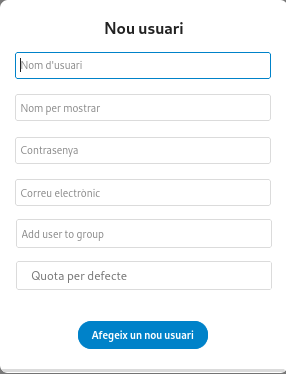 Nou usuari
Nom d'usuari
Nom per mostrar
Contrasenya
Correu electrònic
Add user to group
Quota per defecte
Afegeix un nou usuari